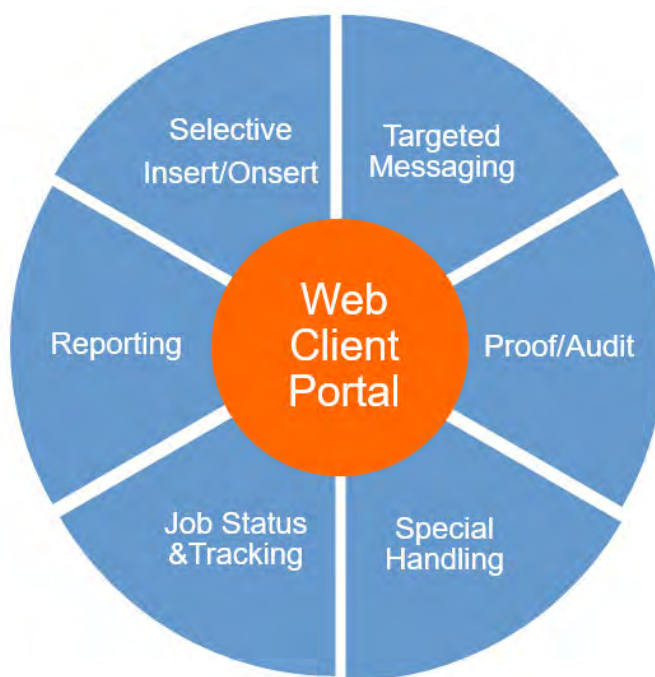 Selective
Insert/Onsert
Targeted
Messaging
Reporting
Web
Client
Portal
Proof/Audit
Job Status
&Tracking
Special
Handling